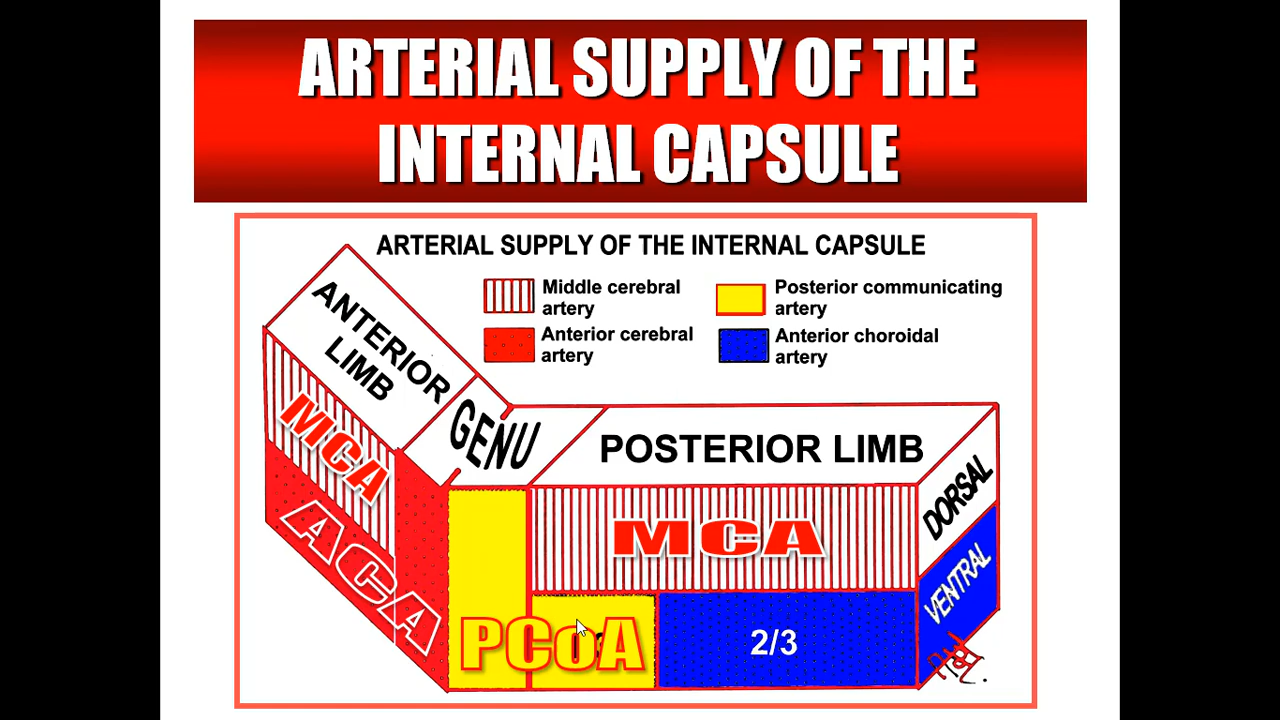 ARTERIAL SUPPLY OF THE
INTERNAL CAPSULE
ARTERIAL SUPPLY OF THE INTERNAL CAPSULE
Middle cerebral
artery
Posterior communicating
artery
Anterior cerebral
artery
Anterior choroidal
artery
ANTERIOR
LIMB
GENU
POSTERIOR LIMB
DORSAL
VENTRAL
MCA
ACA
MCA
PCoA
2/3